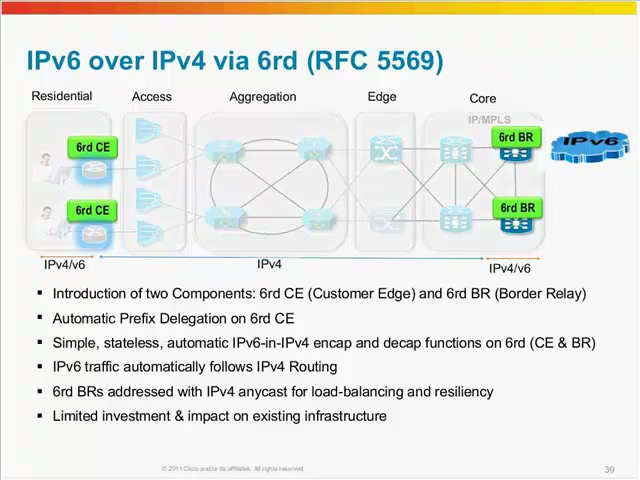 IPv6 over IPv4 via 6rd (RFC 5569)
Residential Access Aggregation Edge Core
IP/MPLS
6rd CE
6rd BR
IPv6
6rd CE
6rd BR
IPv4/v6 IPv4 IPv4/v6
▪ Introduction of two Components: 6rd CE (Customer Edge) and 6rd BR (Border Relay)
▪ Automatic Prefix Delegation on 6rd CE
▪ Simple, stateless, automatic IPv6-in-IPv4 encap and decap functions on 6rd (CE & BR)
▪ IPv6 traffic automatically follows IPv4 Routing
▪ 6rd BRs addressed with IPv4 anycast for load-balancing and resiliency
▪ Limited investment & impact on existing infrastructure
© 2011 Cisco and/or its affiliates. All rights reserved. 39